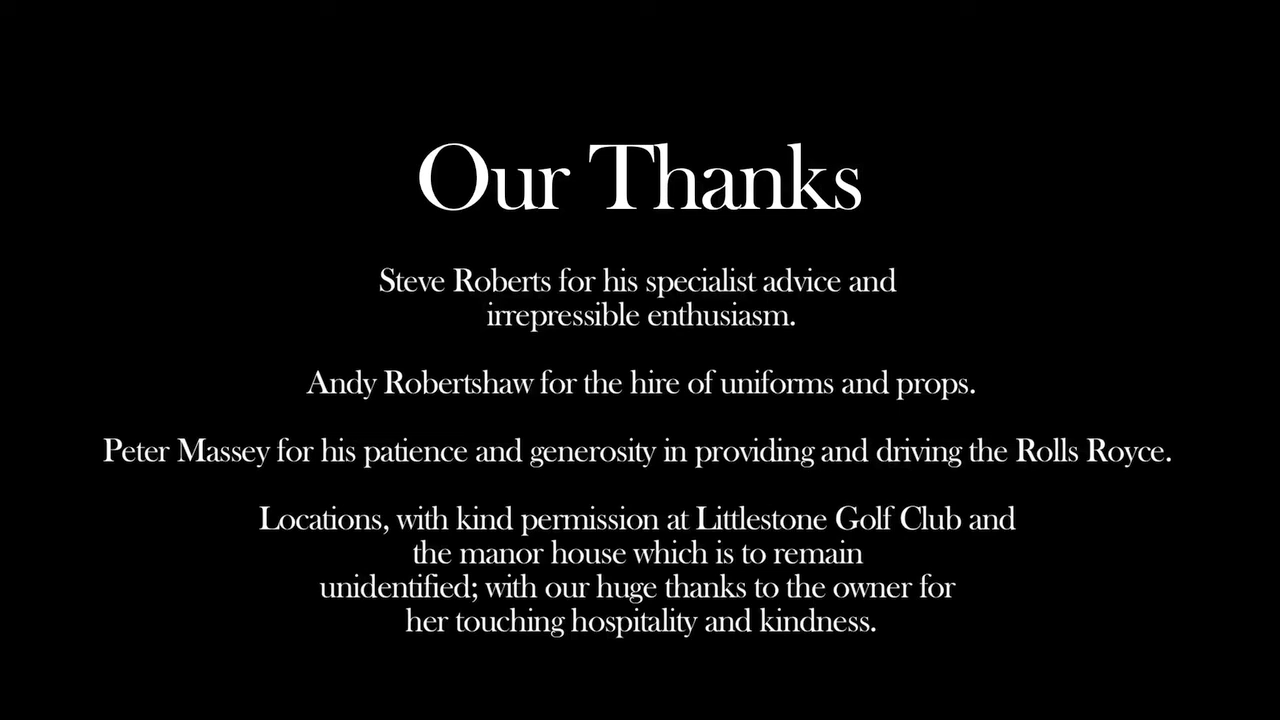 Our Thanks
Steve Roberts for his specialist advice and
irrepressible enthusiasm.
Andy Robertshaw for the hire of uniforms and props.
Peter Massey for his patience and generosity in providing and driving the Rolls Royce.
Locations, with kind permission at Littlestone Golf Club and
the manor house which is to remain
unidentified; with our huge thanks to the owner for
her touching hospitality and kindness.